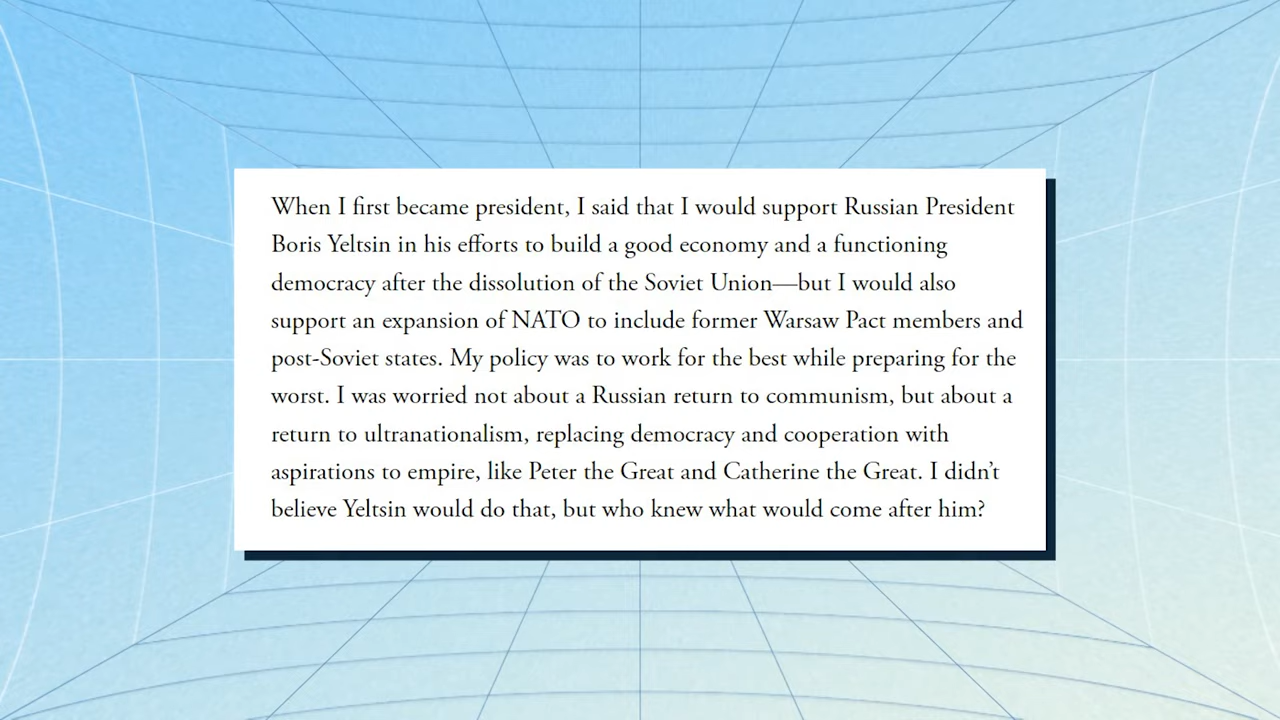 When I first became president, I said that I would support Russian President
Boris Yeltsin in his efforts to build a good economy and a functioning
democracy after the dissolution of the Soviet Union—but I would also
support an expansion of NATO to include former Warsaw Pact members and
post-Soviet states. My policy was to work for the best while preparing for the
worst. I was worried not about a Russian return to communism, but about a
return to ultranationalism, replacing democracy and cooperation with
aspirations to empire, like Peter the Great and Catherine the Great. I didn’t
believe Yeltsin would do that, but who knew what would come after him?